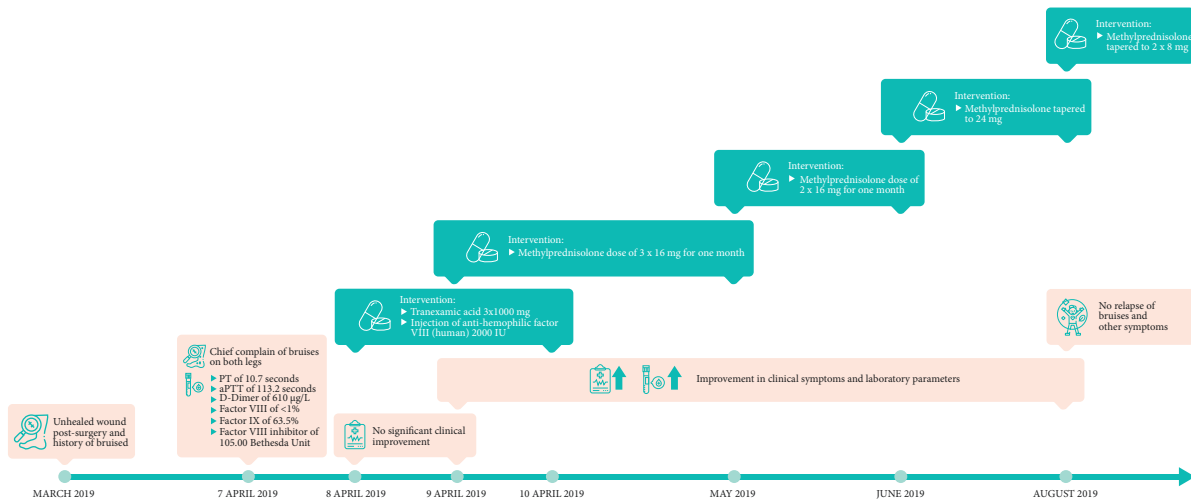 Intervention:
▶ Methylprednisolone
tapered to 2 x 8 mg
Intervention:
▶ Methylprednisolone tapered
to 24 mg
Intervention:
▶ Methylprednisolone dose of
2 x 16 mg for one month
Intervention:
▶ Methylprednisolone dose of 3 x 16 mg for one month
Intervention:
▶ Tranexamic acid 3x1000 mg
▶ Injection of anti-hemophilic factor
VIII (human) 2000 IU
No relapse of
bruises and
other symptoms
Chief complain of bruises
on both legs
▶ PT of 10.7 seconds
▶ aPTT of 113.2 seconds
▶ D-Dimer of 610 µg/L
▶ Factor VIII of <1%
▶ Factor IX of 63.5%
▶ Factor VIII inhibitor of
105.00 Bethesda Unit
Improvement in clinical symptoms and laboratory parameters
Unhealed wound
post-surgery and
history of bruised
No significant clinical
improvement
MARCH 2019
7 APRIL 2019
8 APRIL 2019
9 APRIL 2019
10 APRIL 2019
MAY 2019
JUNE 2019
AUGUST 2019